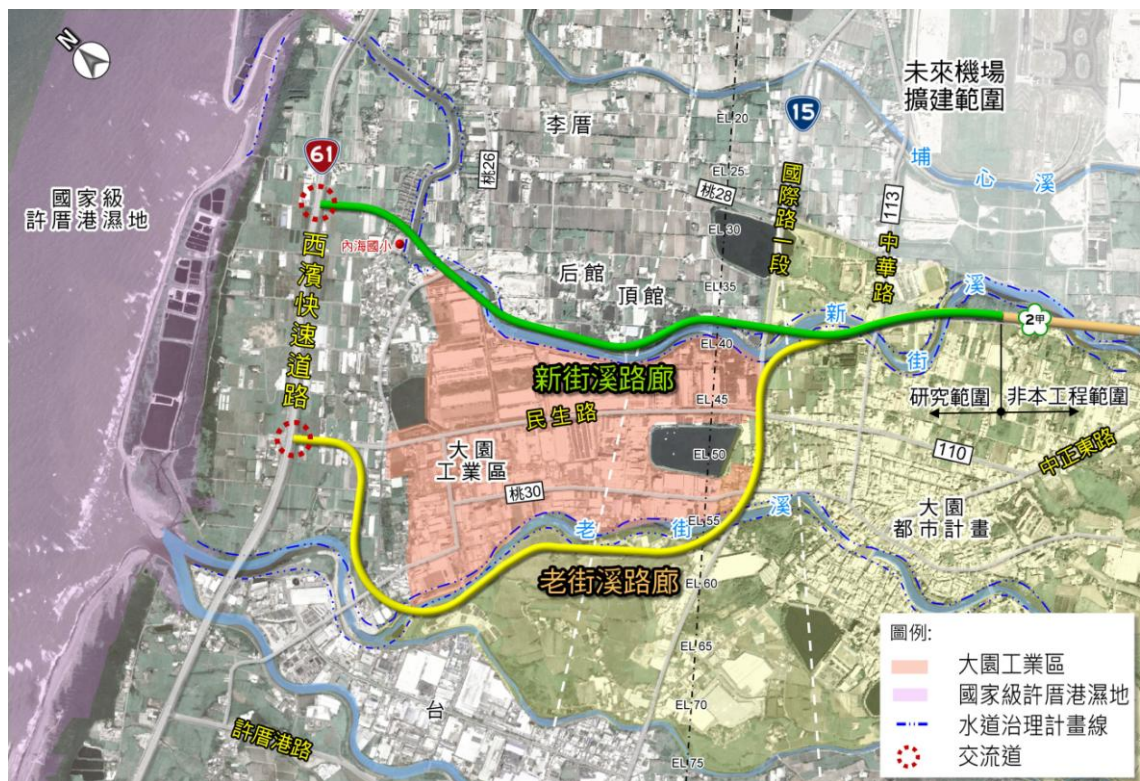 N
未來機場
擴建範圍
李厝
EL 20
15
埔心溪
61
桃26
國際路一段
國家級
許厝港濕地
EL 25
桃28
113
中華路
內海國小
西濱快速道路
后館
頂館
EL 30
EL 35
新街溪
2甲
EL 40
新街溪路廊
研究範圍
非本工程範圍
民生路
EL 45
大園
工業區
EL 50
110
中正東路
桃30
大園
都市計畫
老街溪
EL 55
老街溪路廊
EL 60
EL 65
台
EL 70
許厝港路
EL 75
圖例:
大園工業區
國家級許厝港濕地
水道治理計畫線
交流道